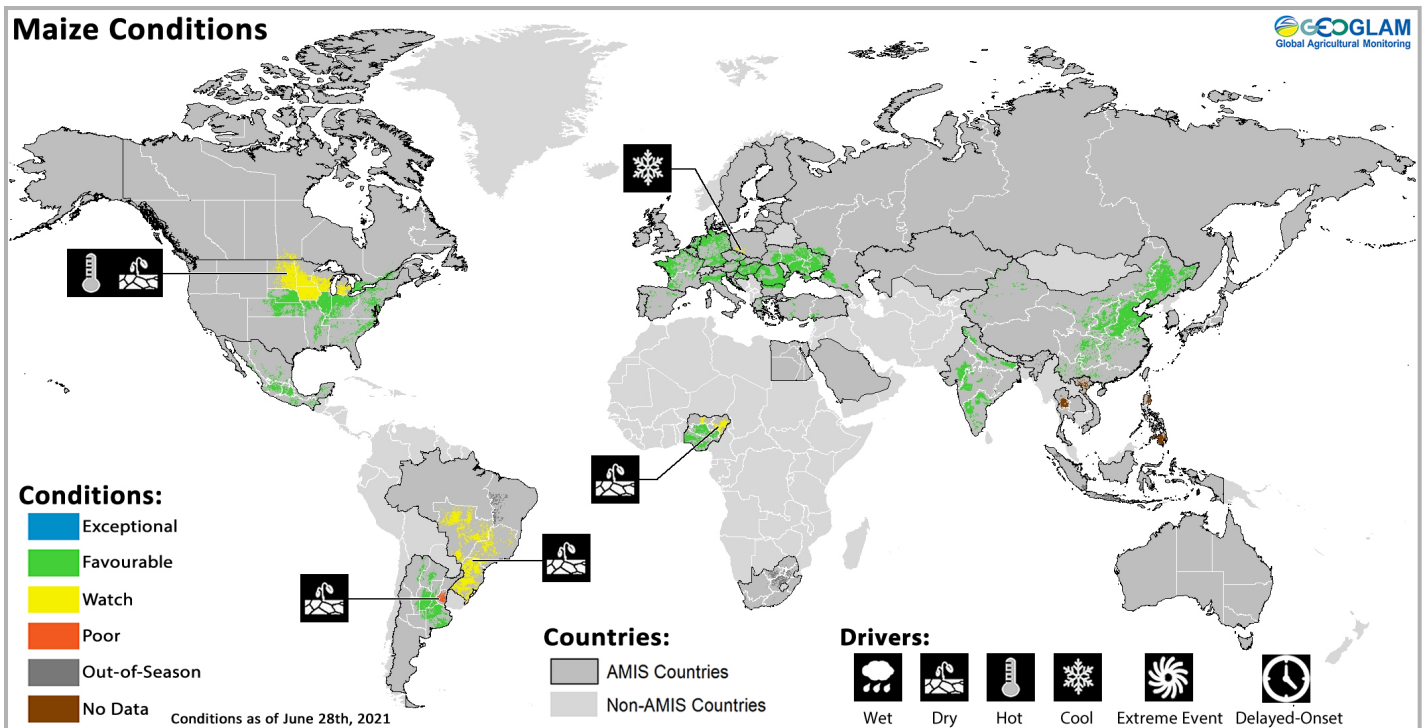 Maize Conditions
GEOGLAM
Global Agricultural Monitoring
Conditions:
Exceptional
Favourable
Watch
Poor
Out-of-Season
No Data
Conditions as of June 28th, 2021
Countries:
AMIS Countries
Non-AMIS Countries
Drivers:
Wet
Dry
Hot
Cool
Extreme Event
Delayed-Onset